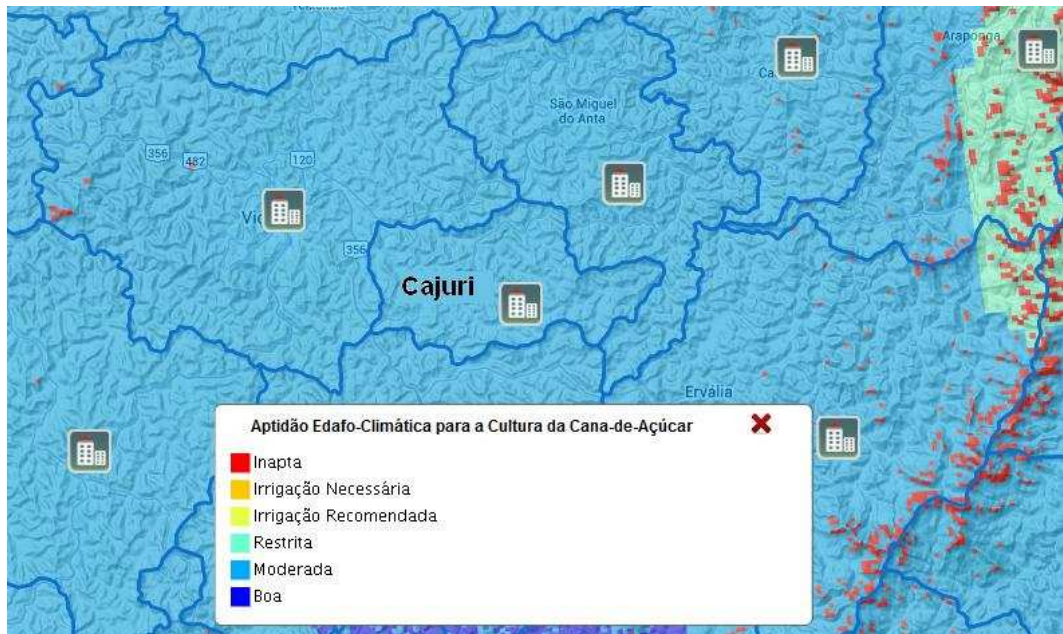 Araponga
Ca
São Miguel
do Anta
356
482
120
Viç
356
Cajuri
Ervália
Aptidão Edafo-Climática para a Cultura da Cana-de-Açúcar
Inapta
Irrigação Necessária
Irrigação Recomendada
Restrita
Moderada
Boa